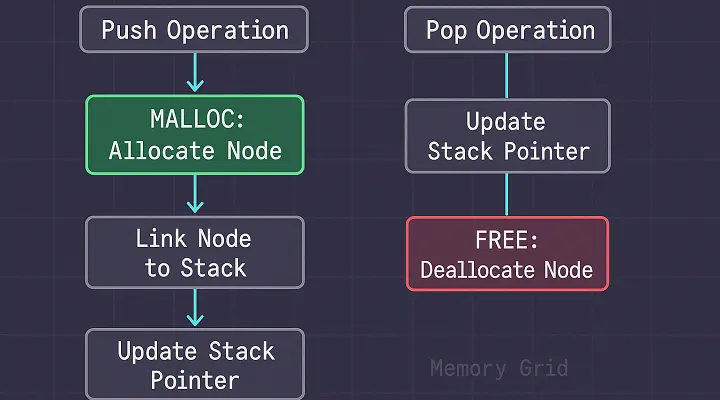 Push Operation
MALLOC:
Allocate Node
Link Node
to Stack
Update Stack
Pointer
Pop Operation
Update
Stack Pointer
FREE:
Deallocate Node
Memory Grid